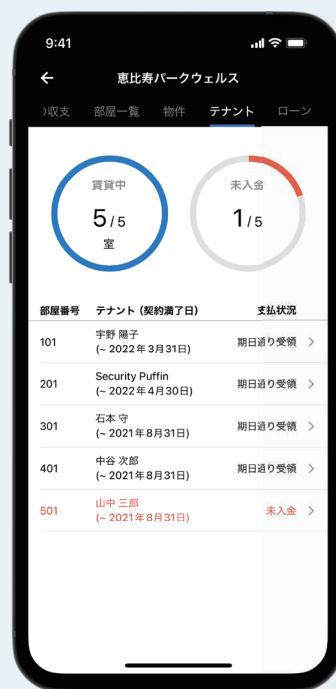 9:41
恵比寿パークウェルス
収支 部屋一覧 物件 テナント ローン
賃貸中
5/5
室
未入金
1/5
部屋番号 テナント (契約満了日) 支払状況
101 宇野 陽子 (~ 2022年3月31日) 期日通り受領
201 Security Puffin (~ 2022年4月30日) 期日通り受領
301 石本 守 (~ 2021年8月31日) 期日通り受領
401 中谷 次郎 (~ 2021年8月31日) 期日通り受領
501 山中 三郎 (~ 2021年8月31日) 未入金